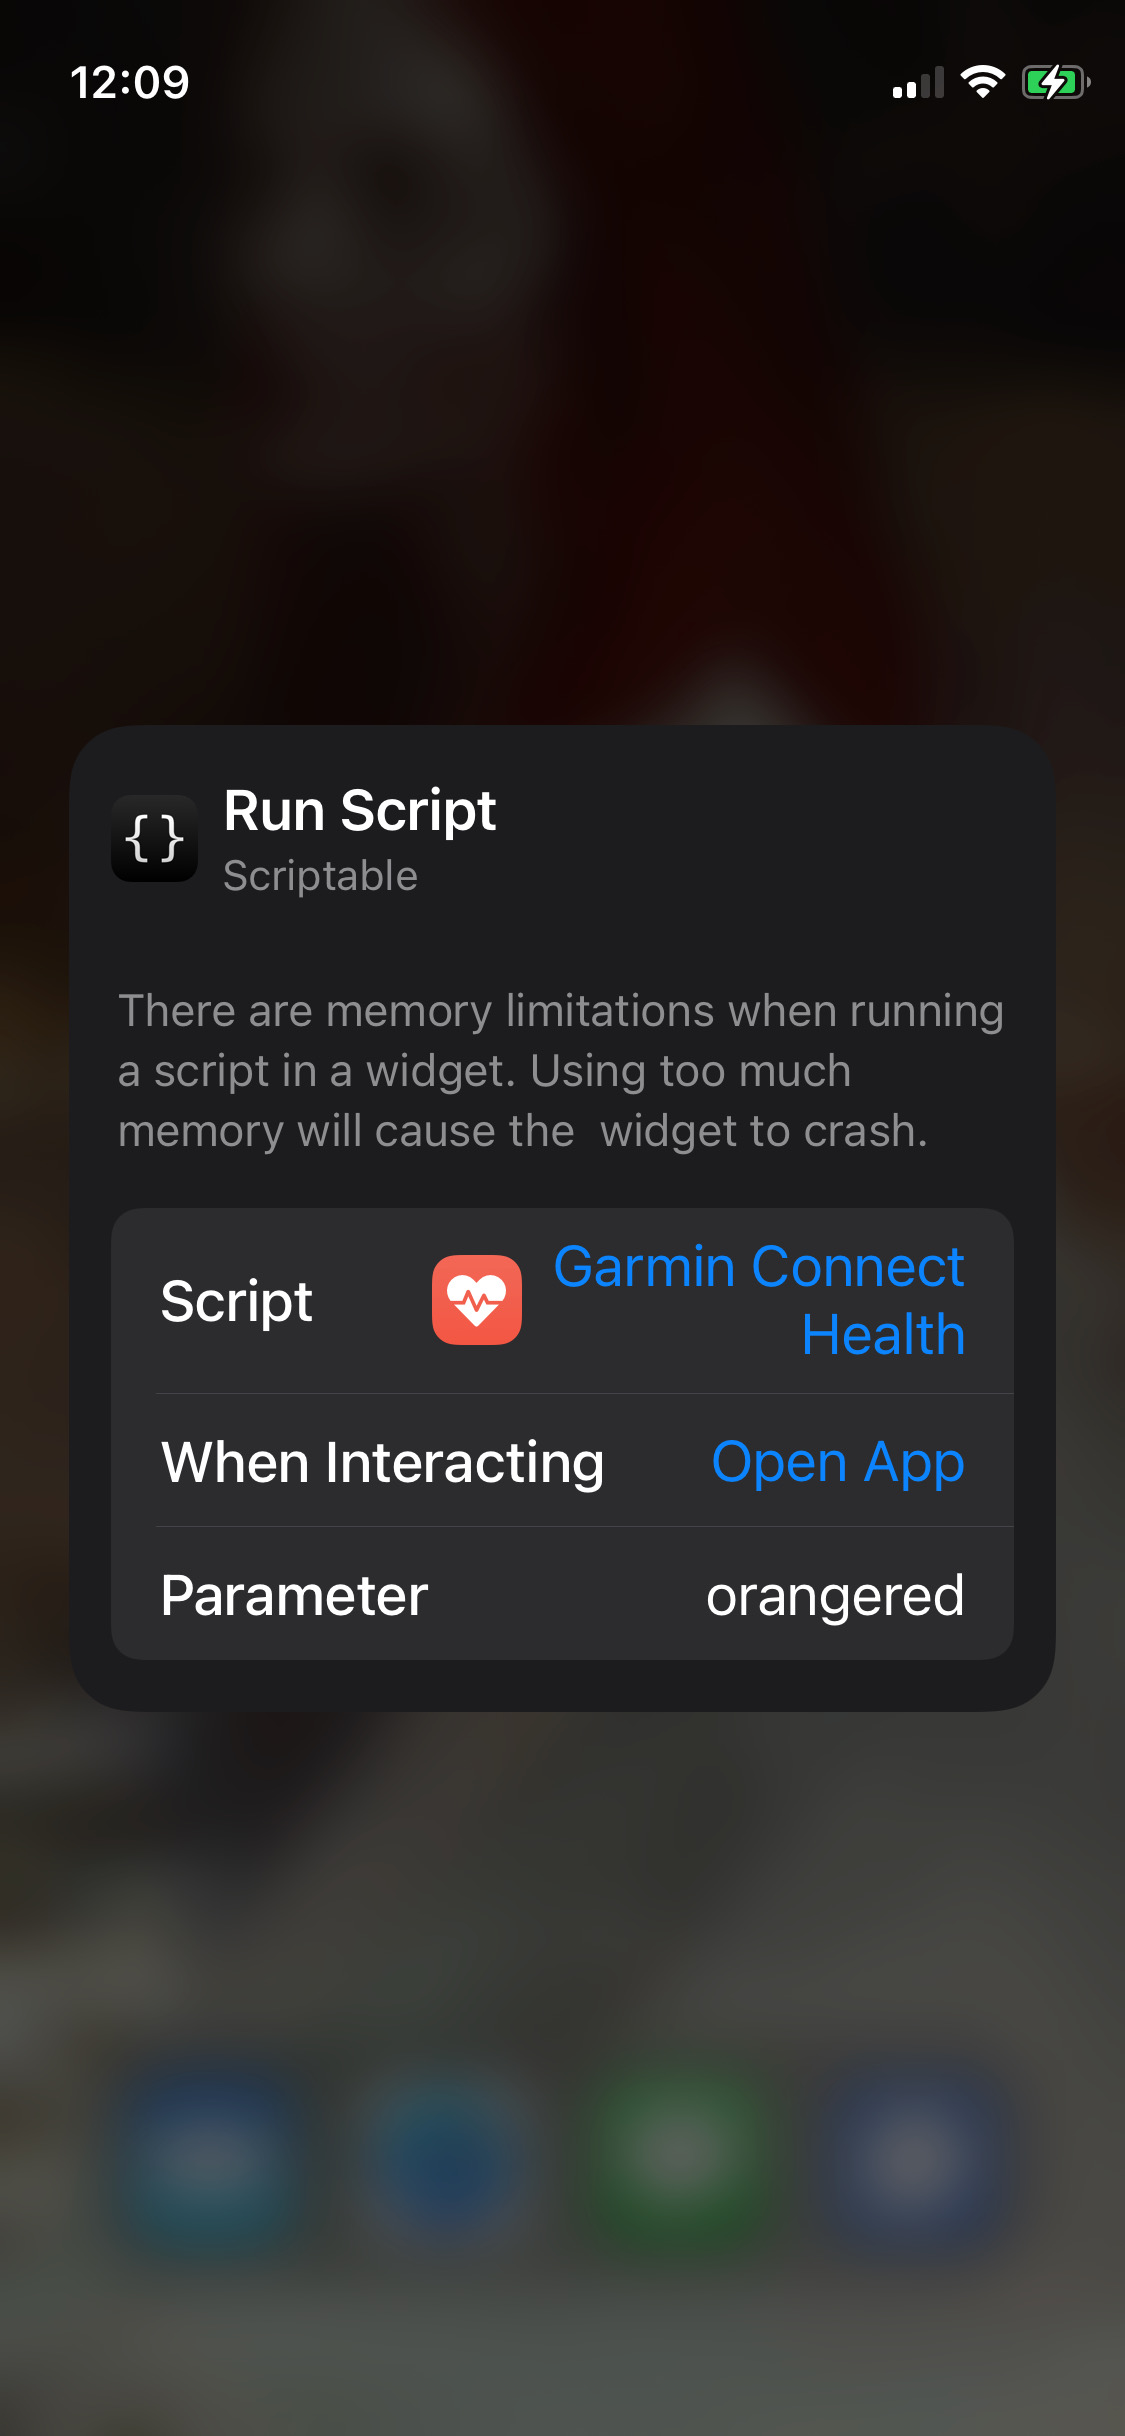 12:09
{}
Run Script
Scriptable
There are memory limitations when running
a script in a widget. Using too much
memory will cause the  widget to crash.
Script
Garmin Connect
Health
When Interacting
Open App
Parameter
orangered